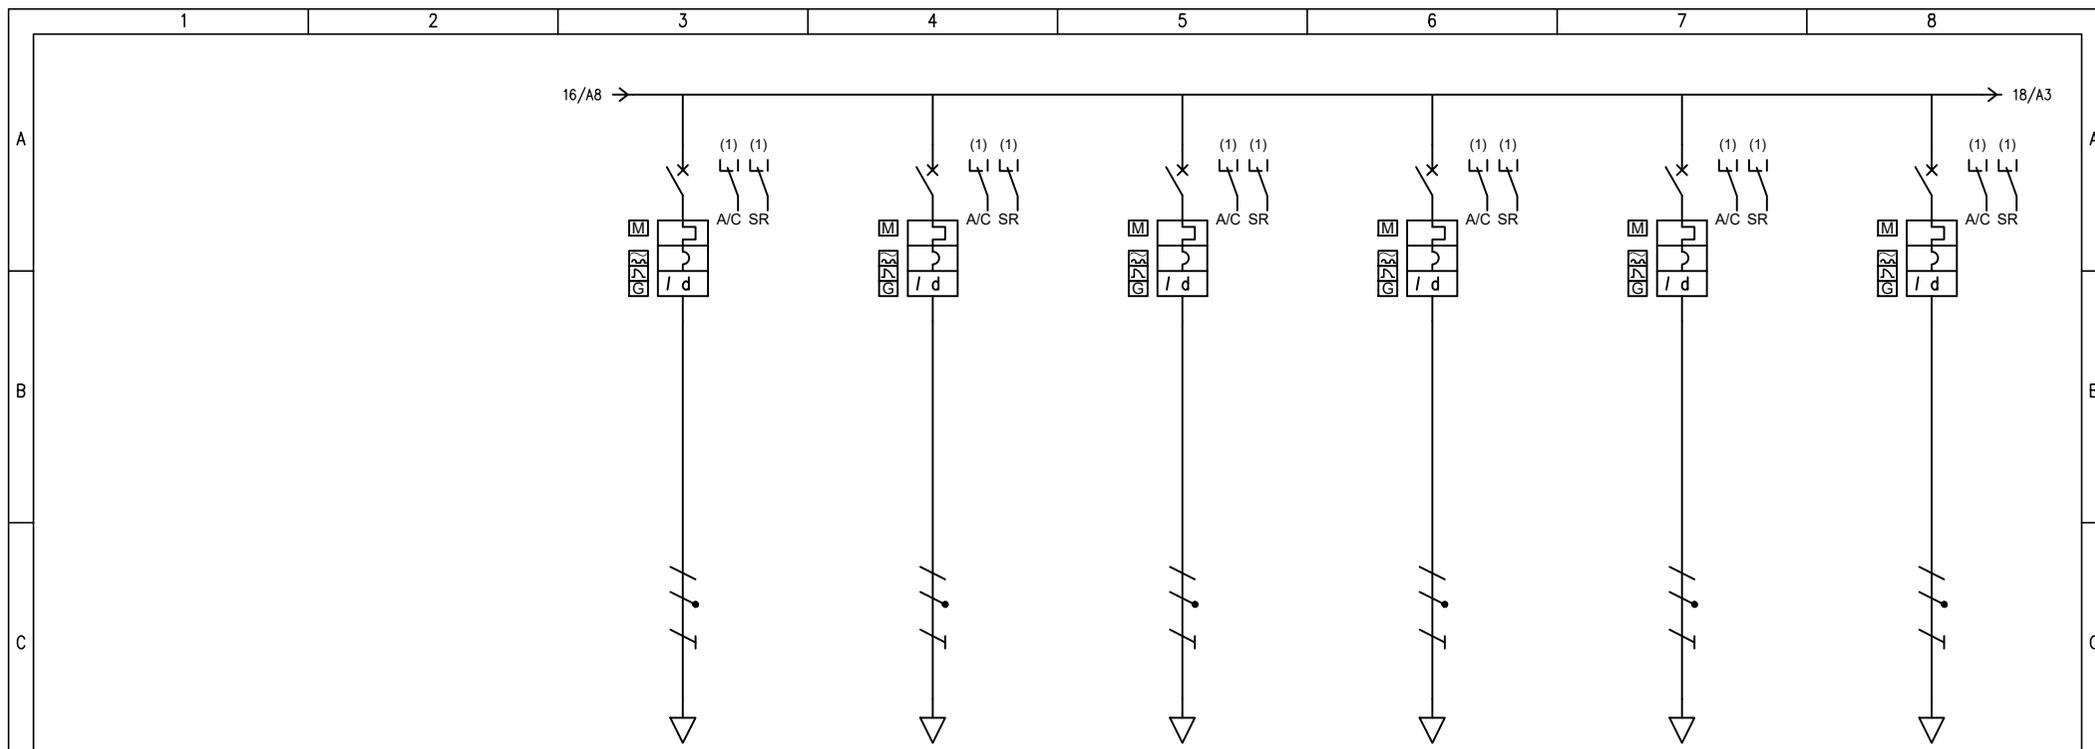 1 2 3 4 5 6 7 8
16/A8 18/A3
A A
(1) (1) (1) (1) (1) (1) (1) (1) (1) (1) (1) (1)
A/C SR A/C SR A/C SR A/C SR A/C SR A/C SR
M M M M M M
I d I d I d I d I d I d
G G G G G G
B B
C C